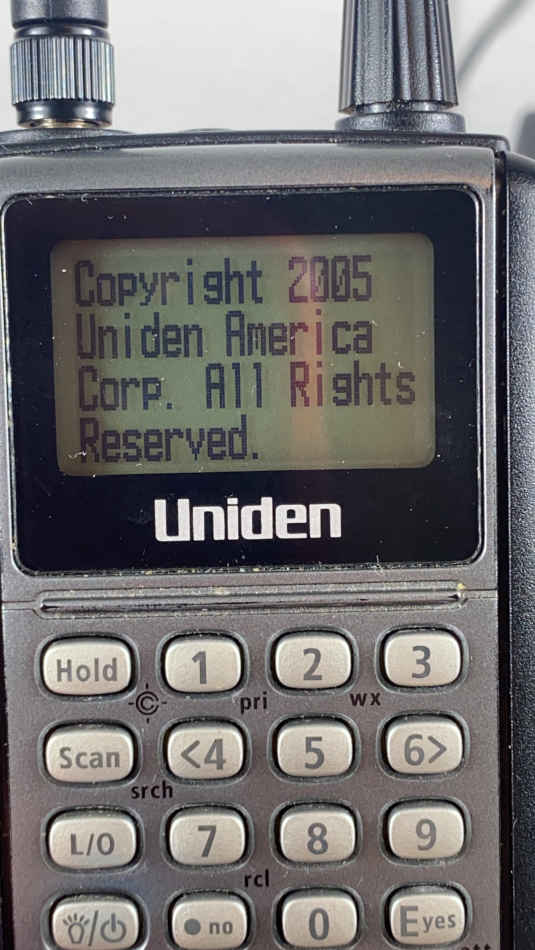 Copyright 2005
Uniden America
Corp. All Rights
Reserved.
Uniden
Hold 1 2 3
© pri wx
Scan <4 5 6>
srch
L/O 7 8 9
rcl
no 0 E yes